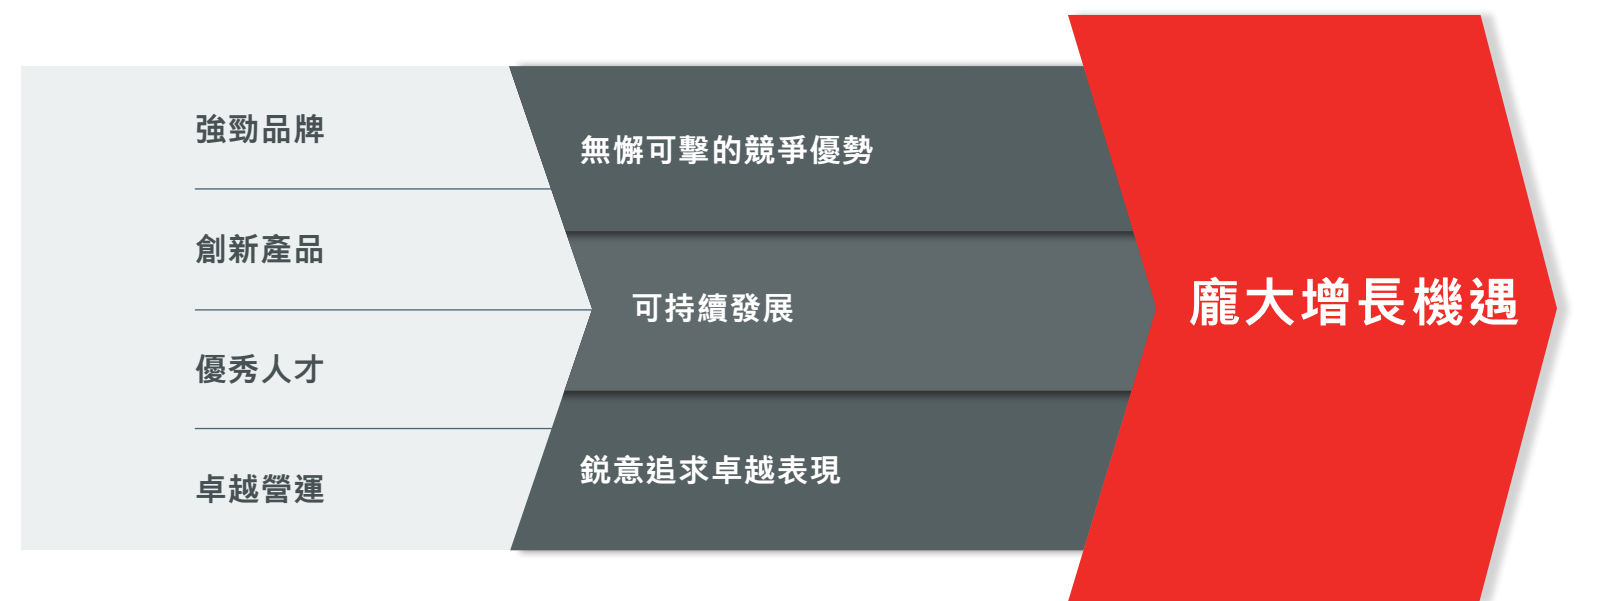 強勁品牌
創新產品
優秀人才
卓越營運
無懈可擊的競爭優勢
可持續發展
鋭意追求卓越表現
龐大增長機遇